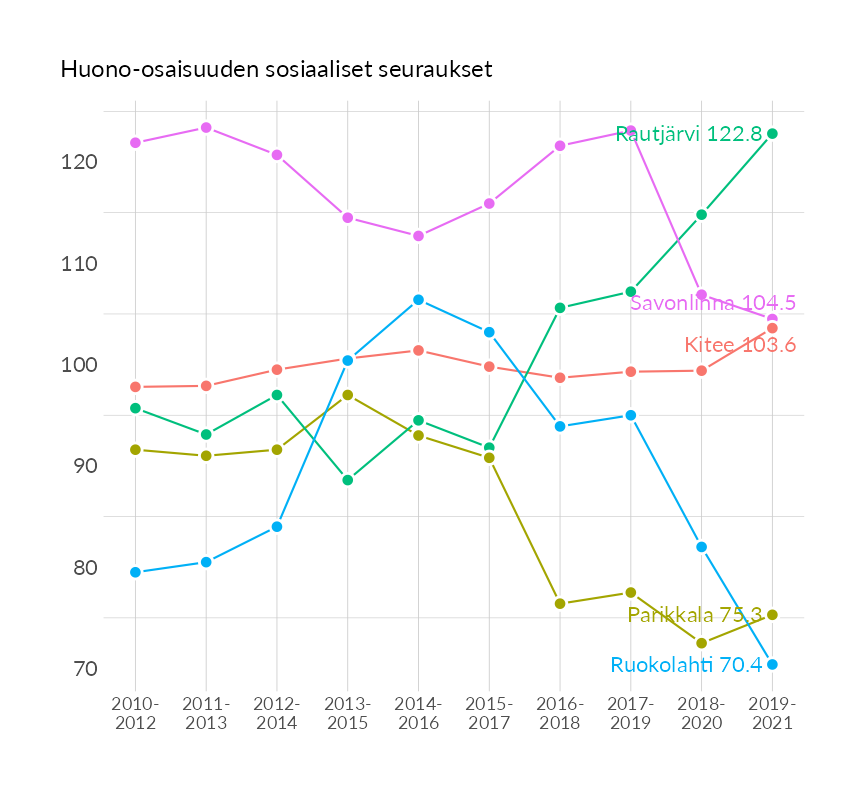 Huono-osaisuuden sosiaaliset seuraukset
120
110
100
90
80
70
Rautjärvi 122.8
Savonlinna 104.5
Kitee 103.6
Parikkala 75.3
Ruokolahti 70.4
2010- 2011- 2012- 2013- 2014- 2015- 2016- 2017- 2018- 2019-
2012 2013 2014 2015 2016 2017 2018 2019 2020 2021